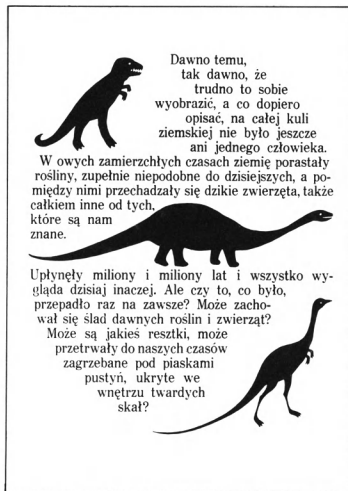 Dawno temu,
tak dawno, że
trudno to sobie
wyobrazić, a co dopiero
opisać, na całej kuli
ziemskiej nie było jeszcze
ani jednego człowieka.
W owych zamierzchłych czasach ziemię porastały
rośliny, zupełnie niepodobne do dzisiejszych, a po-
między nimi przechadzały się dzikie zwierzęta, także
całkiem inne od tych,
które są nam
znane.
Upłynęły miliony i miliony lat i wszystko wy-
gląda dzisiaj inaczej. Ale czy to, co było,
przepadło raz na zawsze? Może zacho-
wał się ślad dawnych roślin i zwierząt?
Może są jakieś resztki, może
przetrwały do naszych czasów
zagrzebane pod piaskami
pustyń, ukryte we
wnętrzu twardych
skał?